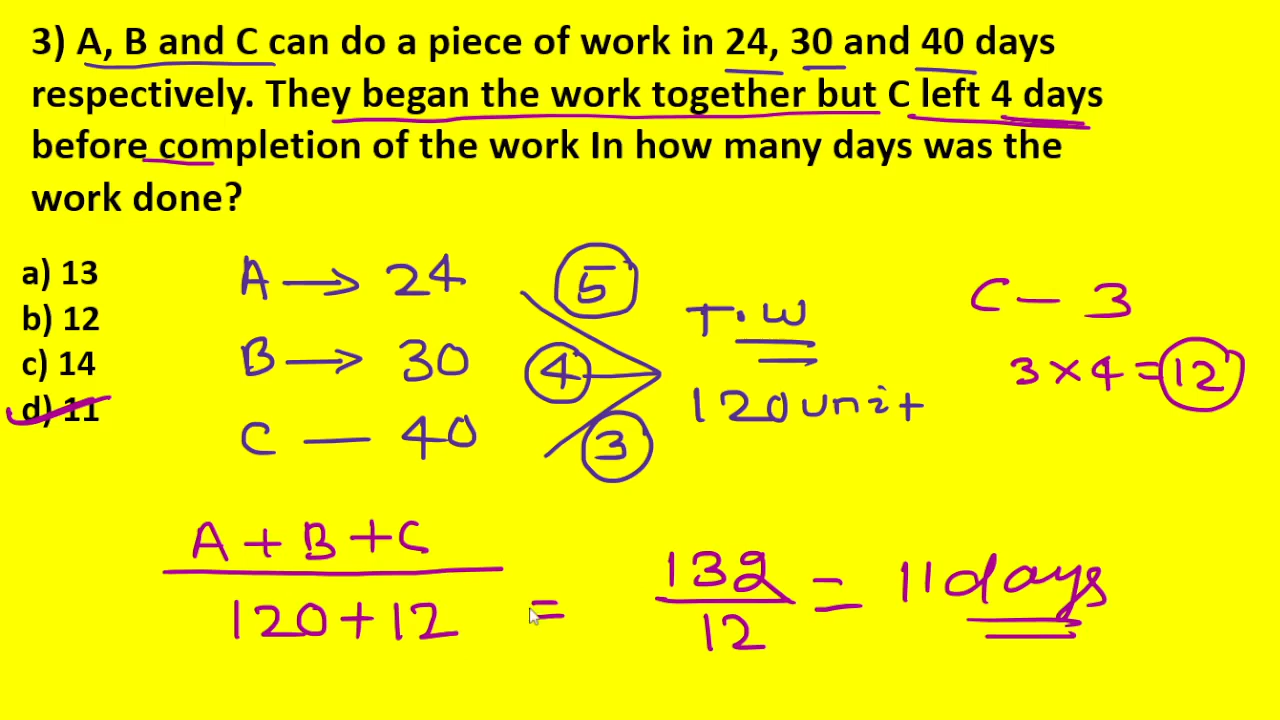 3) A, B and C can do a piece of work in 24, 30 and 40 days
respectively. They began the work together but C left 4 days
before completion of the work In how many days was the
work done?
a) 13
b) 12
c) 14
d) 11
A → 24
B → 30
C — 40
5
4
3
T.W
120 unit
C — 3
3 × 4 = 12
A + B + C
120 + 12
=
132
12
= 11 days